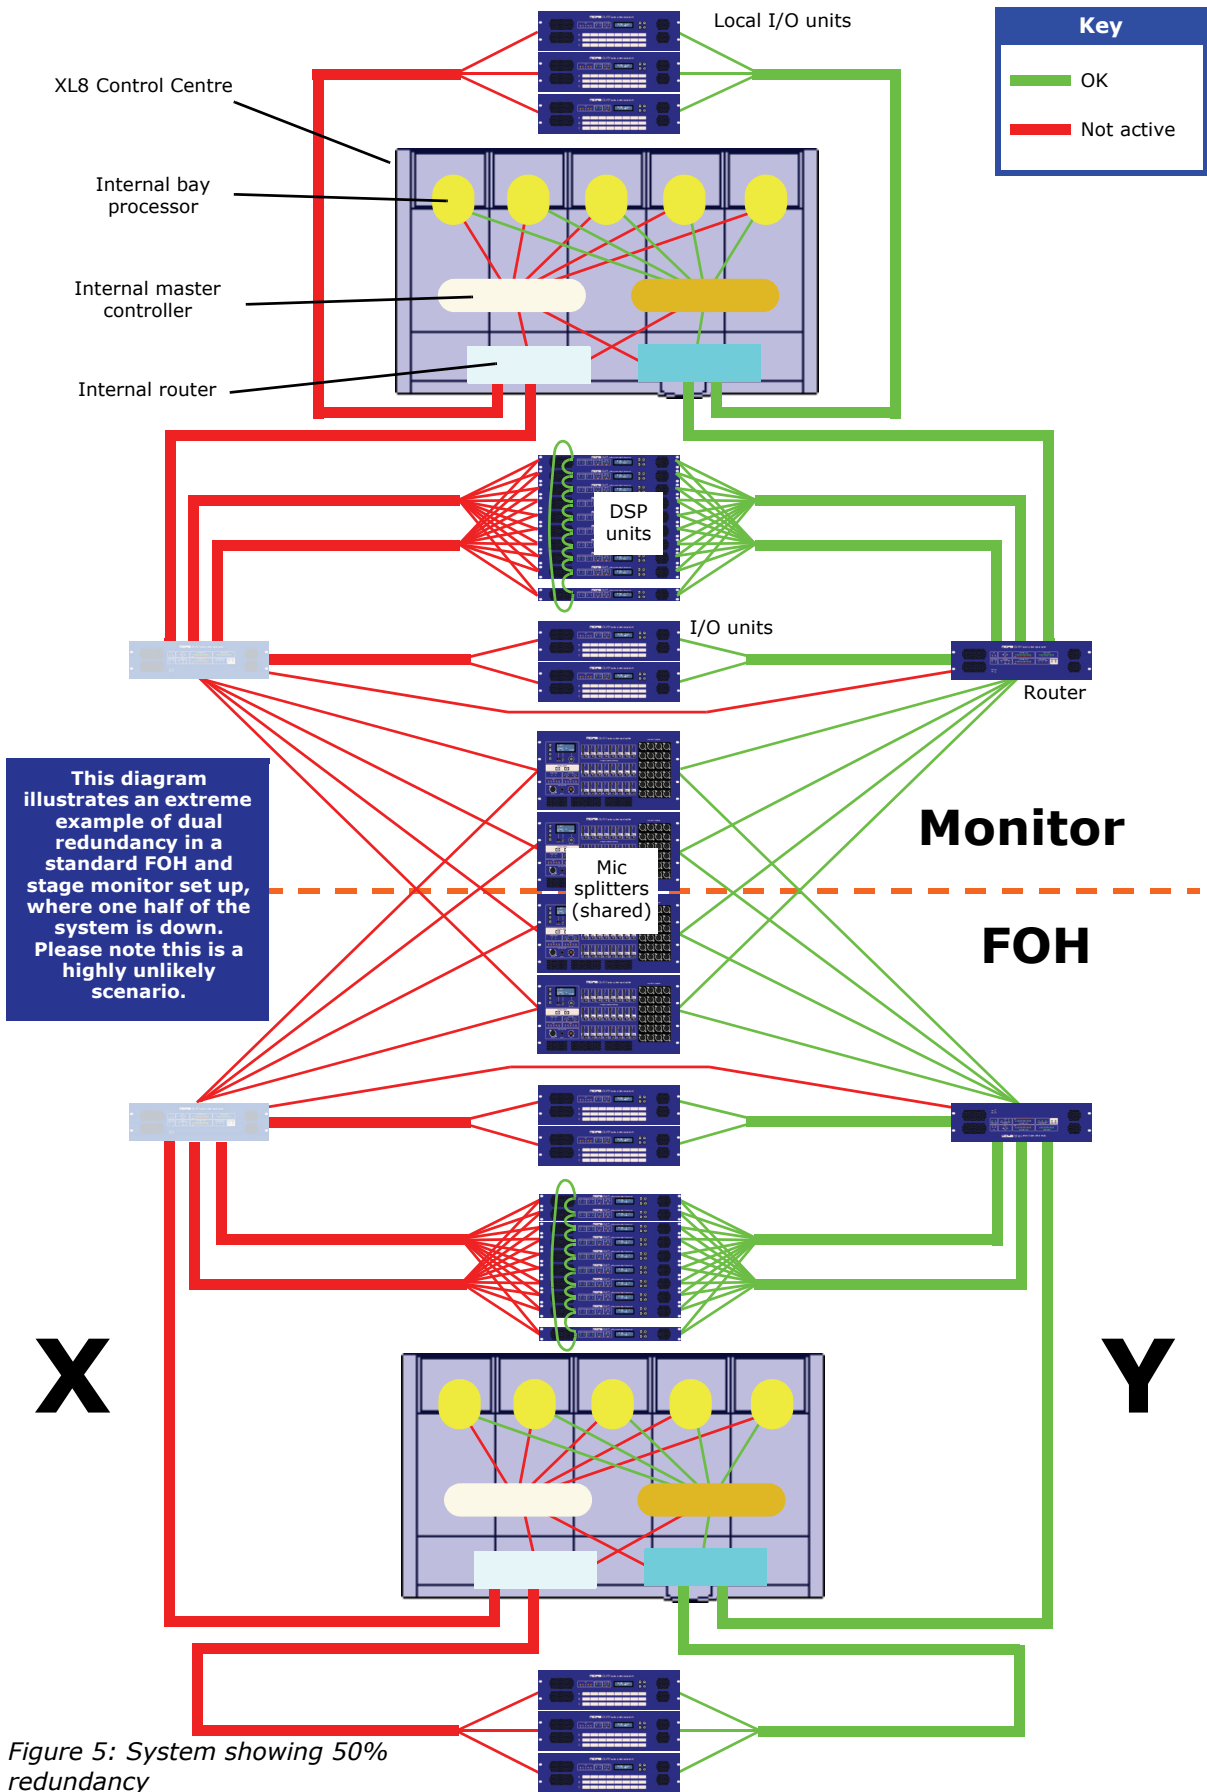 Local I/O units
Key
OK
Not active
XL8 Control Centre
Internal bay
processor
Internal master
controller
Internal router
DSP
units
I/O units
Router
This diagram
illustrates an extreme
example of dual
redundancy in a
standard FOH and
stage monitor set up,
where one half of the
system is down.
Please note this is a
highly unlikely
scenario.
Mic
splitters
(shared)
Monitor
FOH
X
Y
Figure 5: System showing 50%
redundancy